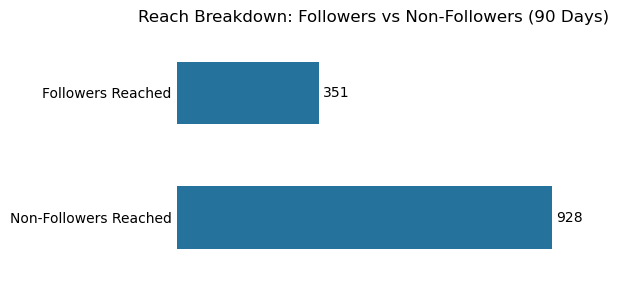 Reach Breakdown: Followers vs Non-Followers (90 Days)
Followers Reached 351
Non-Followers Reached 928